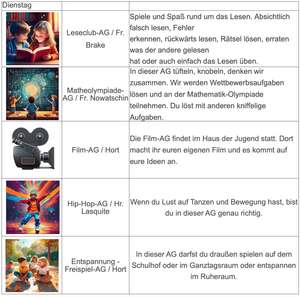 Dienstag
Leseclub-AG / Fr.
Brake
Spiele und Spaß rund um das Lesen. Absichtlich
falsch lesen, Fehler
erkennen, rückwärts lesen, Rätsel lösen, erraten
was der andere gelesen
hat oder auch einfach das Lesen üben.
Matheolympiade-
AG / Fr. Nowatschin
In dieser AG tüfteln, knobeln, denken wir
zusammen. Wir werden Wettbewerbsaufgaben
lösen und an der Mathematik-Olympiade
teilnehmen. Du löst mit anderen kniffelige
Aufgaben.
Film-AG / Hort
Die Film-AG findet im Haus der Jugend statt. Dort
macht ihr euren eigenen Film und es kommt auf
eure Ideen an.
Hip-Hop-AG / Hr.
Lasquite
Wenn du Lust auf Tanzen und Bewegung hast, bist
du in dieser AG genau richtig.
Entspannung -
Freispiel-AG / Hort
In dieser AG darfst du draußen spielen auf dem
Schulhof oder im Ganztagsraum oder entspannen
im Ruheraum.